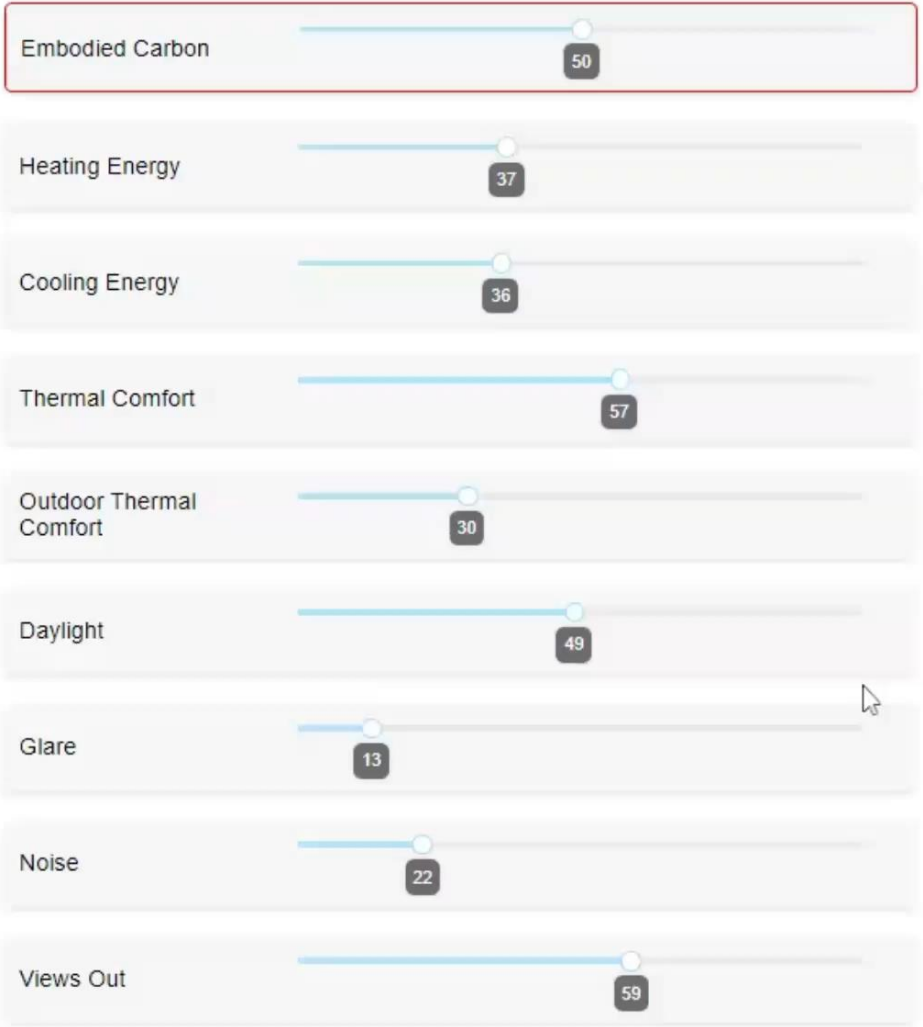 Embodied Carbon
50
Heating Energy
37
Cooling Energy
36
Thermal Comfort
57
Outdoor Thermal
Comfort
30
Daylight
49
Glare
13
Noise
22
Views Out
59